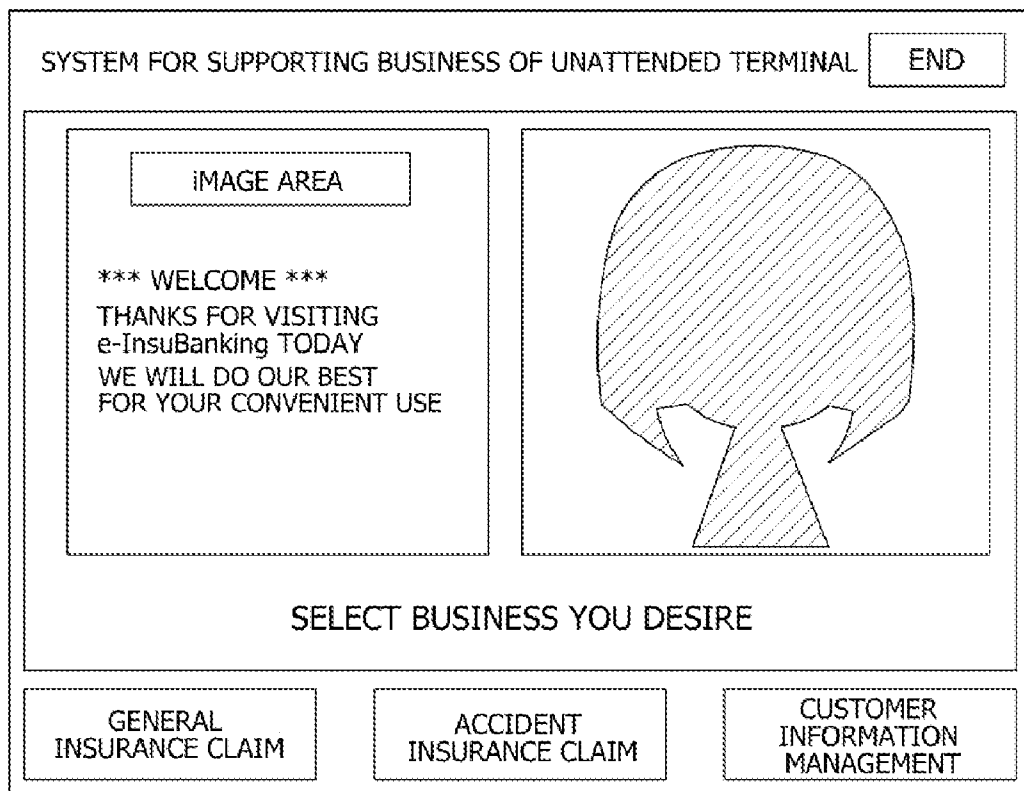 SYSTEM FOR SUPPORTING BUSINESS OF UNATTENDED TERMINAL
END
iMAGE AREA
*** WELCOME ***
THANKS FOR VISITING
e-InsuBanking TODAY
WE WILL DO OUR BEST
FOR YOUR CONVENIENT USE
SELECT BUSINESS YOU DESIRE
GENERAL
INSURANCE CLAIM
ACCIDENT
INSURANCE CLAIM
CUSTOMER
INFORMATION
MANAGEMENT